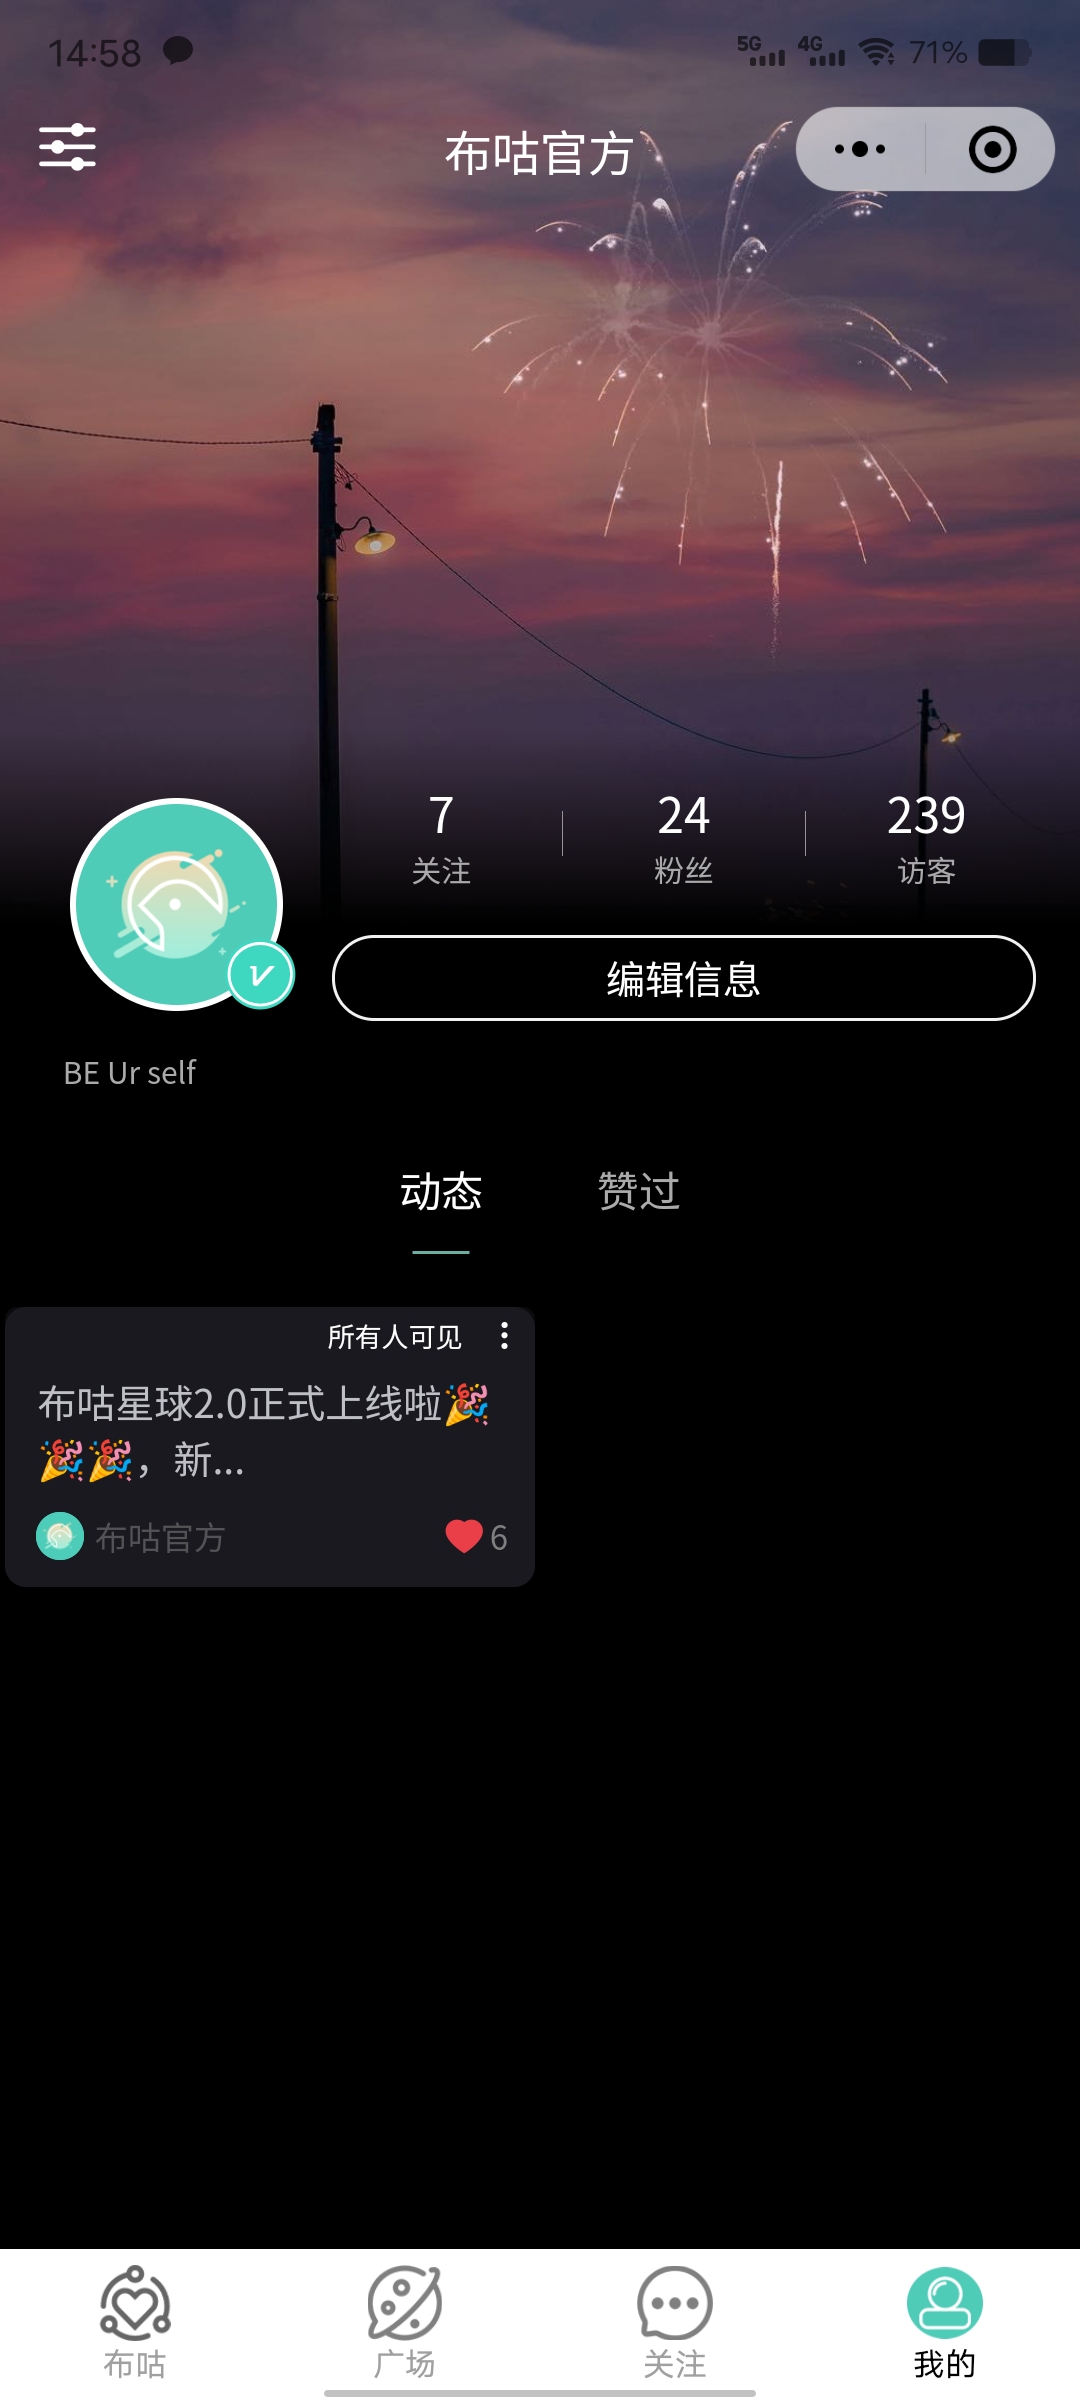 14:58
5G 4G 71%
布咕官方
7
24
239
关注
粉丝
访客
编辑信息
BE Ur self
动态
赞过
所有人可见
布咕星球2.0正式上线啦🎉
🎉🎉，新...
布咕官方
6
布咕
广场
关注
我的